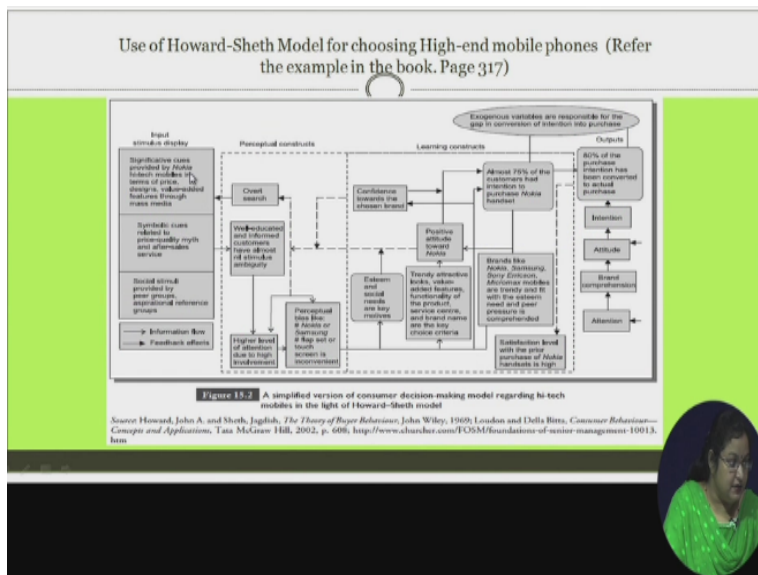 Use of Howard-Sheth Model for choosing High-end mobile phones (Refer
the example in the book. Page 317)
Exogenous variables are responsible for the
gap in conversion of intention into purchase
Input
stimulus display
Perceptual constructs
Learning constructs
Outputs
Significative cues
provided by Nokia
hi-tech mobiles in
terms of price,
designs, value-added
features through
mass media
Symbolic cues
related to
price-quality myth
and after-sales
service
Social stimuli
provided by
peer groups,
aspirational reference
groups
Information flow
Feedback effects
Overt
search
Well-educated
and informed
customers
have almost
nil stimulus
ambiguity
Higher level
of attention
due to high
involvement
Perceptual
bias like:
# Nokia or
Samsung
# flap set or
touch
screen is
inconvenient
Confidence
towards the
chosen brand
Esteem
and
social
needs
are key
motives
Positive
attitude
toward
Nokia
Trendy attractive
looks, value-
added features,
functionality of
the product,
service centre,
and brand name
are the key
choice criteria
Almost 75% of the
customers had
intention to
purchase Nokia
handset
Brands like
Nokia, Samsung,
Sony Ericson,
Micromax mobiles
are trendy and fit
with the esteem
need and peer
pressure is
comprehended
Satisfaction level
with the prior
purchase of Nokia
handsets is high
80% of the
purchase
intention has
been converted
to actual
purchase
Intention
Attitude
Brand
comprehension
Attention
Figure 15.2 A simplified version of consumer decision-making model regarding hi-tech
mobiles in the light of Howard–Sheth model
Source: Howard, John A. and Sheth, Jagdish, The Theory of Buyer Behaviour, John Wiley, 1969; Loudon and Della Bitta, Consumer Behaviour—
Concepts and Applications, Tata McGraw Hill, 2002, p. 608; http://www.churcher.com/FOSM/foundations-of-senior-management-10013.
htm